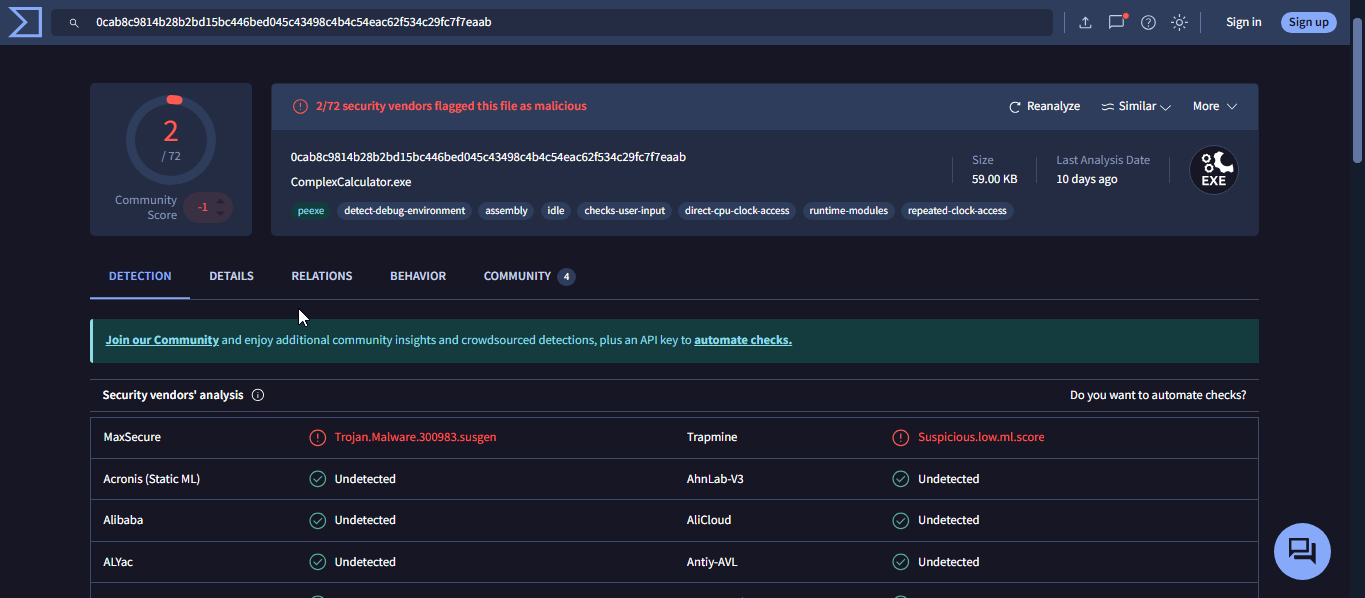 0cab8c9814b28b2bd15bc446bed045c43498c4b4c54eac62f534c29fc7f7eaab
Sign in
Sign up
2
/ 72
Community Score
-1
2/72 security vendors flagged this file as malicious
Reanalyze
Similar
More
0cab8c9814b28b2bd15bc446bed045c43498c4b4c54eac62f534c29fc7f7eaab
ComplexCalculator.exe
Size
59.00 KB
Last Analysis Date
10 days ago
EXE
peexe
detect-debug-environment
assembly
idle
checks-user-input
direct-cpu-clock-access
runtime-modules
repeated-clock-access
DETECTION
DETAILS
RELATIONS
BEHAVIOR
COMMUNITY 4
Join our Community and enjoy additional community insights and crowdsourced detections, plus an API key to automate checks.
Security vendors' analysis
Do you want to automate checks?
MaxSecure Trojan.Malware.300983.susgen Trapmine Suspicious.low.ml.score
Acronis (Static ML) Undetected AhnLab-V3 Undetected
Alibaba Undetected AliCloud Undetected
ALYac Undetected Antiy-AVL Undetected